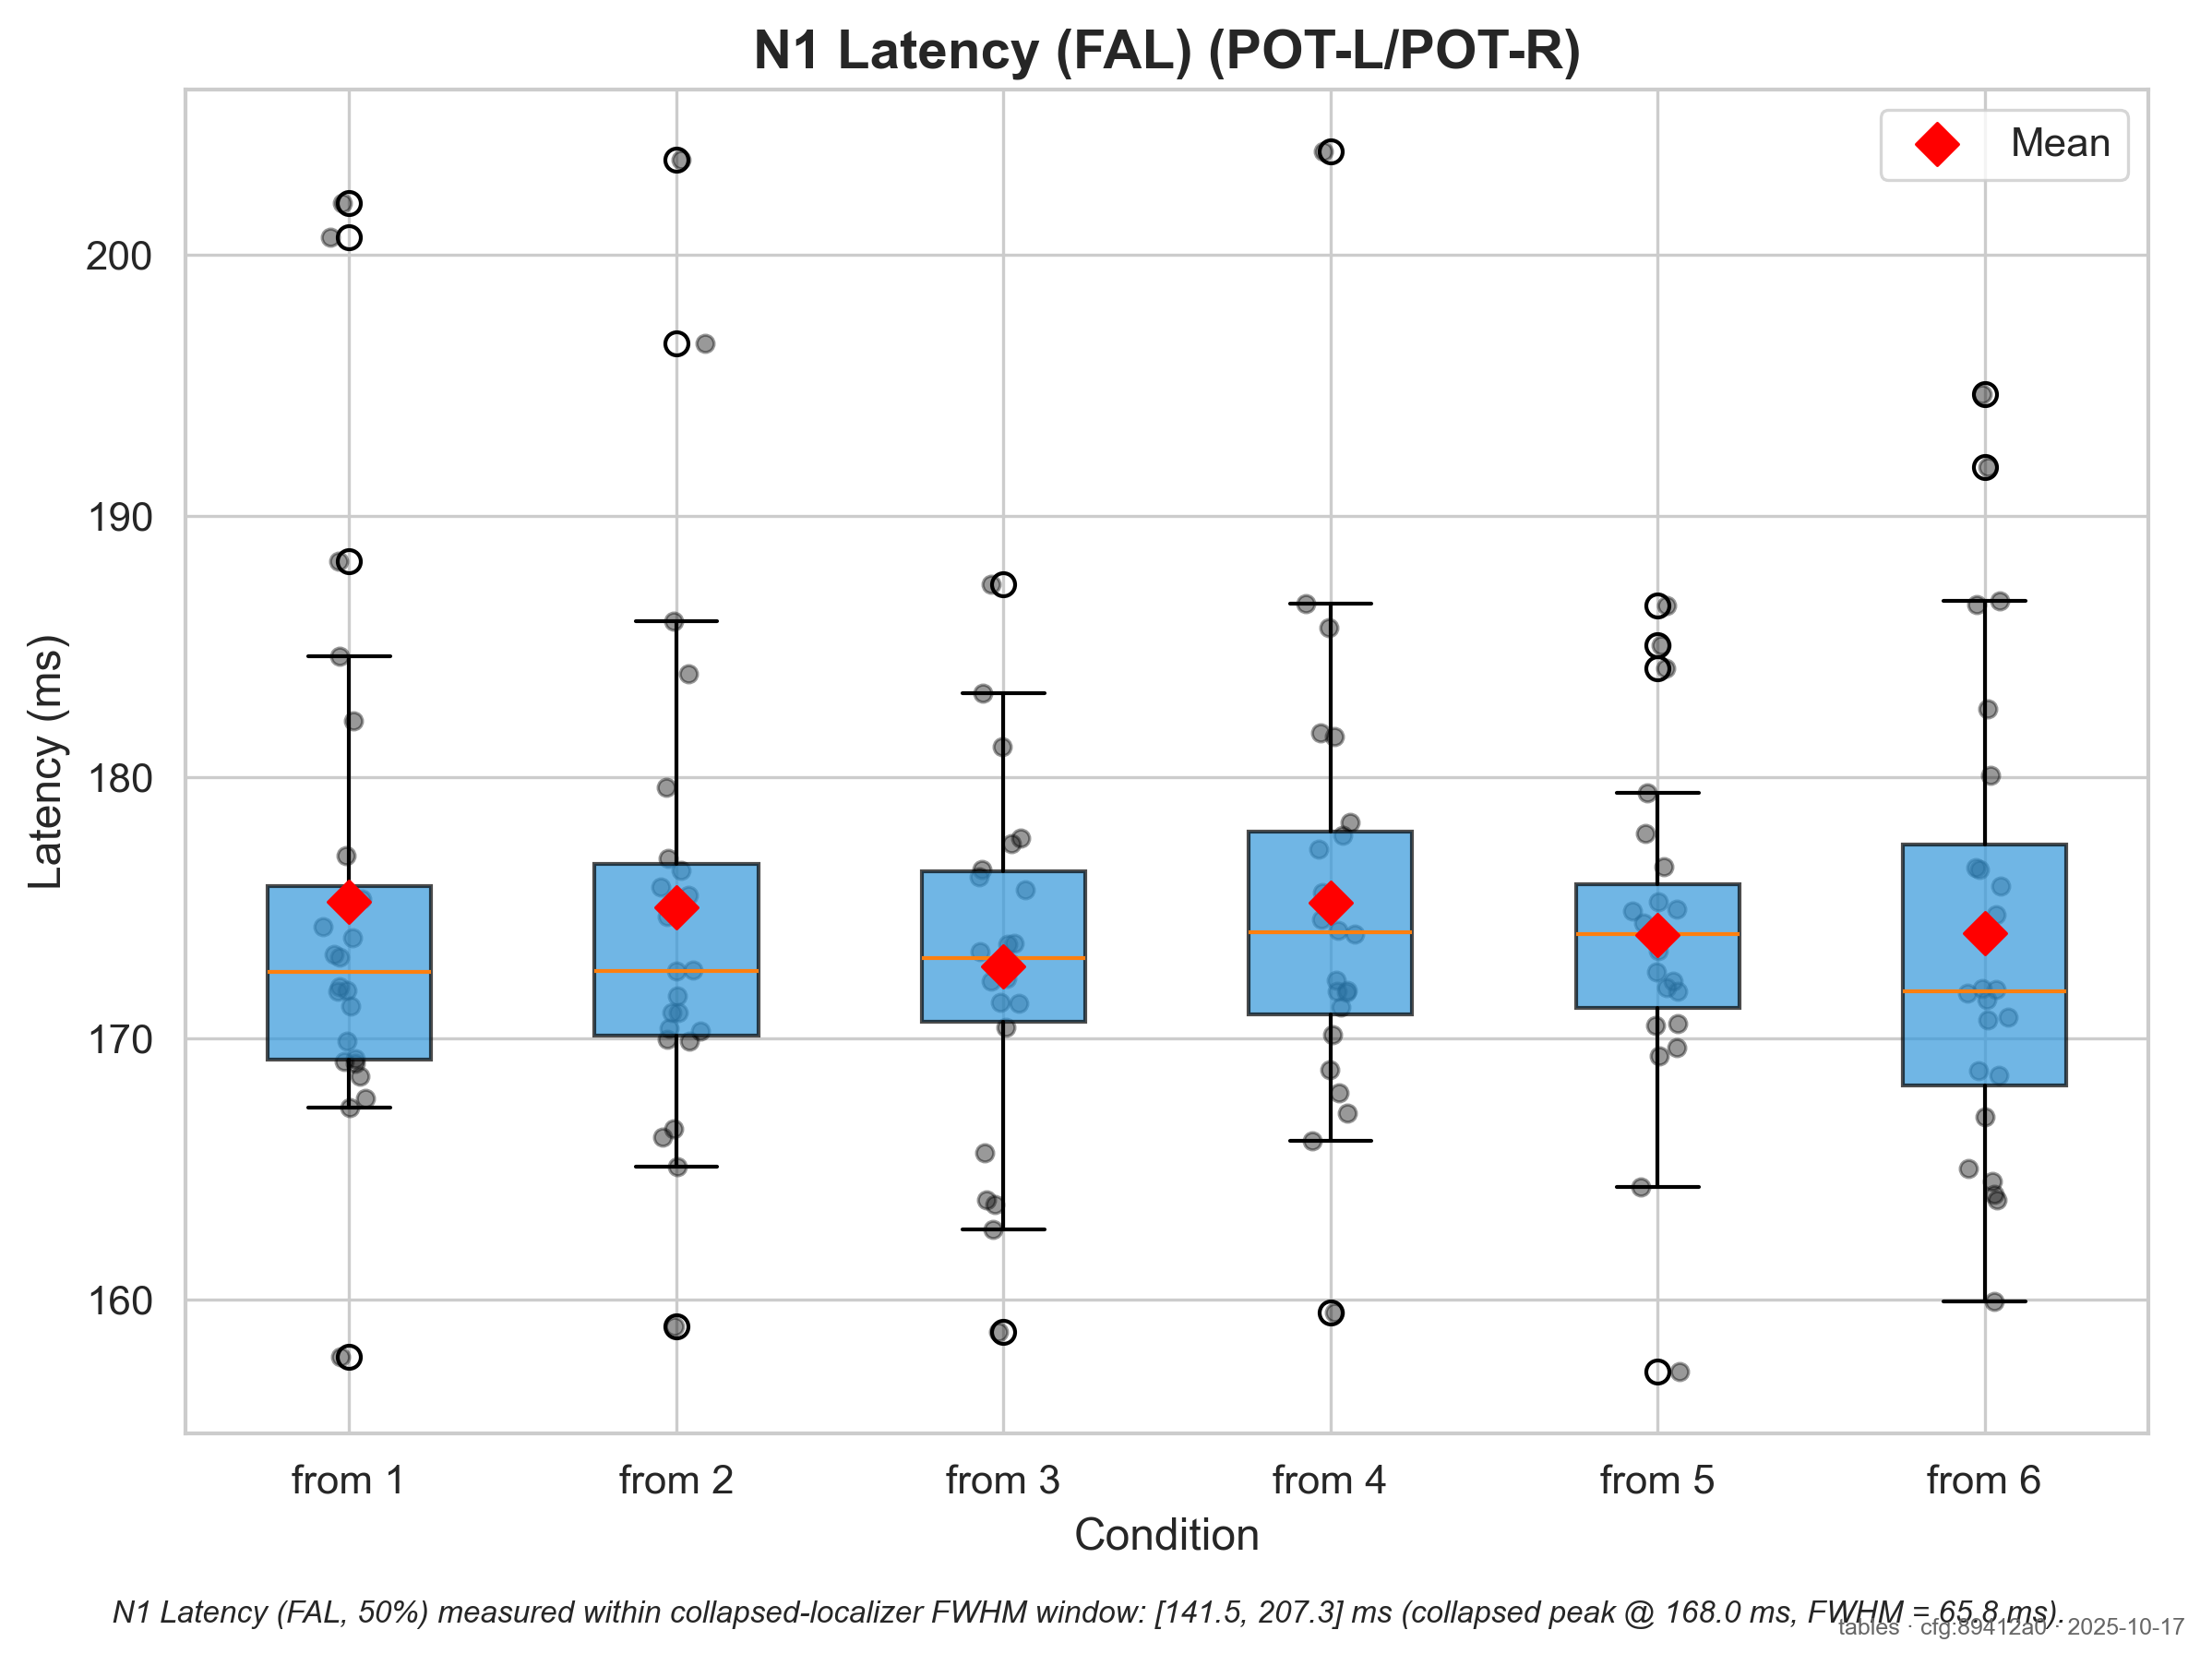 N1 Latency (FAL) (POT-L/POT-R)
Mean
Latency (ms)
200
190
180
170
160
from 1 from 2 from 3 from 4 from 5 from 6
Condition
N1 Latency (FAL, 50%) measured within collapsed-localizer FWHM window: [141.5, 207.3] ms (collapsed peak @ 168.0 ms, FWHM = 65.8 ms).
tables · cfg:89412a0 · 2025-10-17